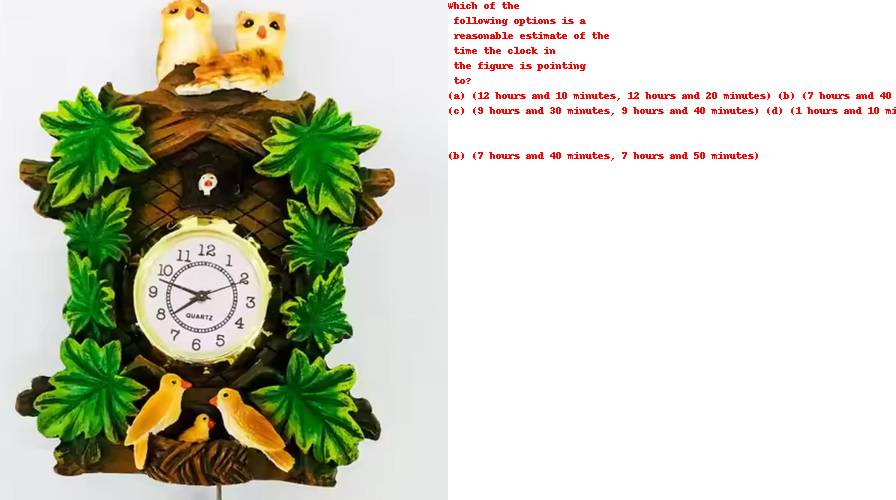 12
11
1
10
2
9
3
8
4
7
5
6
QUARTZ
Which of the
following options is a
reasonable estimate of the
time the clock in
the figure is pointing
to?
(a) (12 hours and 10 minutes, 12 hours and 20 minutes) (b) (7 hours and 40
(c) (9 hours and 30 minutes, 9 hours and 40 minutes) (d) (1 hours and 10 mi
(b) (7 hours and 40 minutes, 7 hours and 50 minutes)